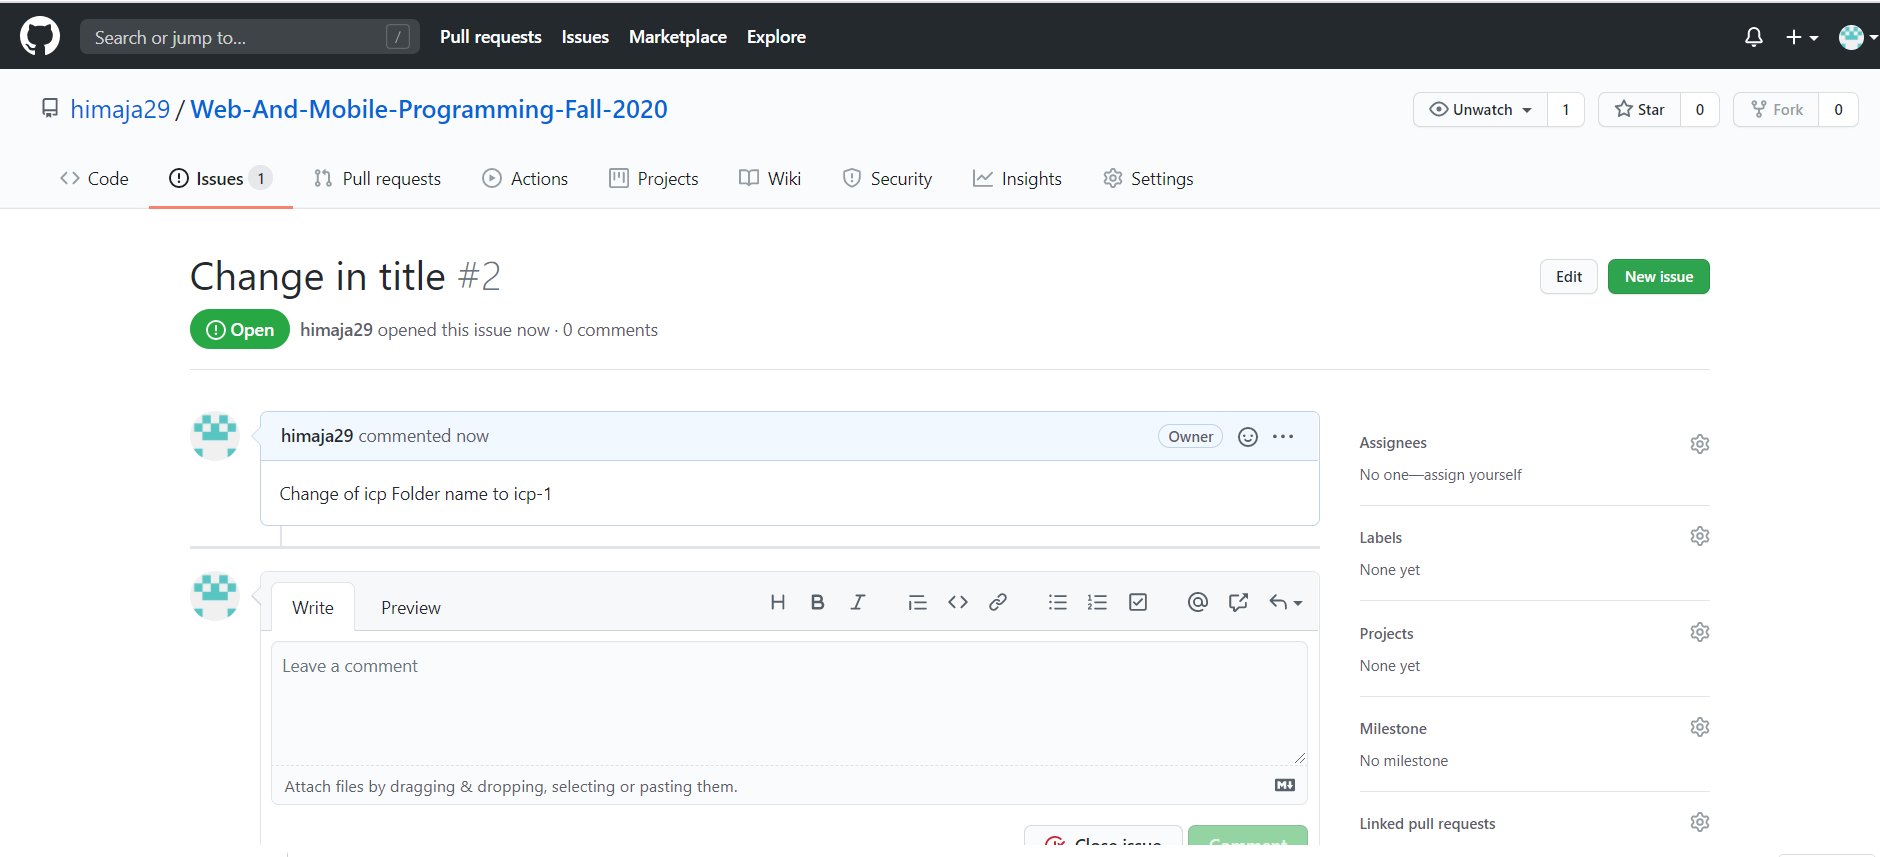 Search or jump to... / Pull requests Issues Marketplace Explore
himaja29 / Web-And-Mobile-Programming-Fall-2020 Unwatch 1 Star 0 Fork 0
Code Issues 1 Pull requests Actions Projects Wiki Security Insights Settings
Change in title #2 Edit New issue
Open himaja29 opened this issue now · 0 comments
himaja29 commented now Owner
Change of icp Folder name to icp-1
Write Preview
Leave a comment
Attach files by dragging & dropping, selecting or pasting them.
Close issue Comment
Assignees
No one—assign yourself
Labels
None yet
Projects
None yet
Milestone
No milestone
Linked pull requests